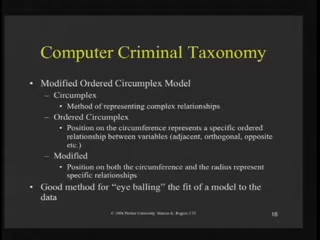 Computer Criminal Taxonomy
• Modified Ordered Circumplex Model
– Circumplex
• Method of representing complex relationships
– Ordered Circumplex
• Position on the circumference represents a specific ordered
relationship between variables (adjacent, orthogonal, opposite
etc.)
– Modified
• Position on both the circumference and the radius represent
specific relationships
• Good method for “eye balling” the fit of a model to the
data
Purdue University Marcus K. Rogers
18